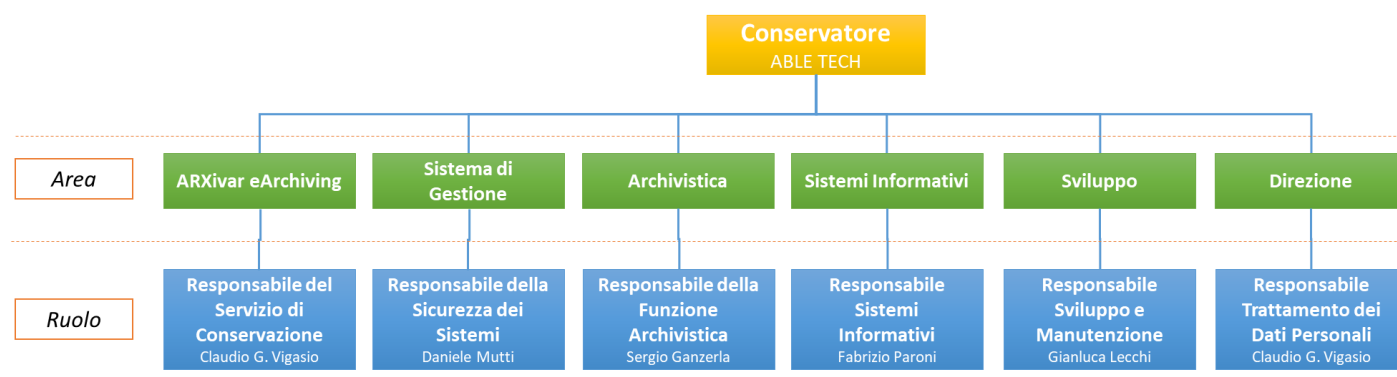 Conservatore
ABLE TECH
Area
ARXivar eArchiving
Sistema di
Gestione
Archivistica
Sistemi Informativi
Sviluppo
Direzione
Ruolo
Responsabile del
Servizio di
Conservazione
Claudio G. Vigasio
Responsabile della
Sicurezza dei
Sistemi
Daniele Mutti
Responsabile della
Funzione
Archivistica
Sergio Ganzerla
Responsabile
Sistemi
Informativi
Fabrizio Paroni
Responsabile
Sviluppo e
Manutenzione
Gianluca Lecchi
Responsabile
Trattamento dei
Dati Personali
Claudio G. Vigasio